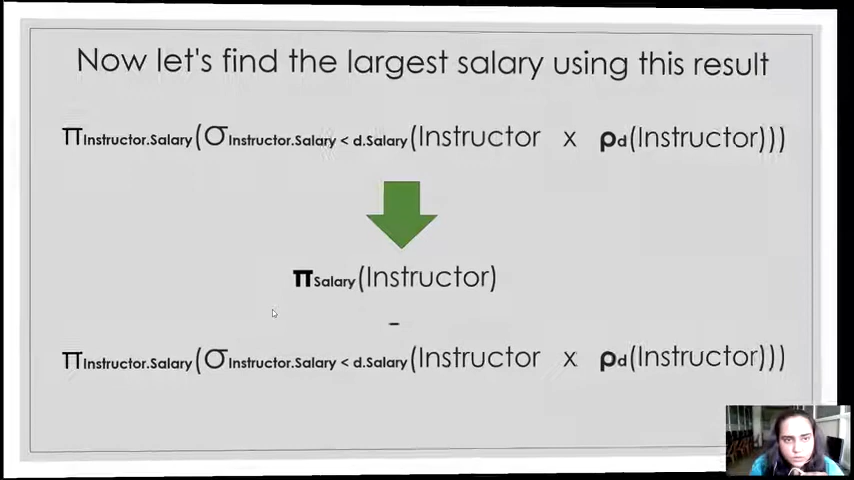 Now let's find the largest salary using this result
πInstructor.Salary(σInstructor.Salary < d.Salary(Instructor x ρd(Instructor)))
πSalary(Instructor)
-
πInstructor.Salary(σInstructor.Salary < d.Salary(Instructor x ρd(Instructor)))